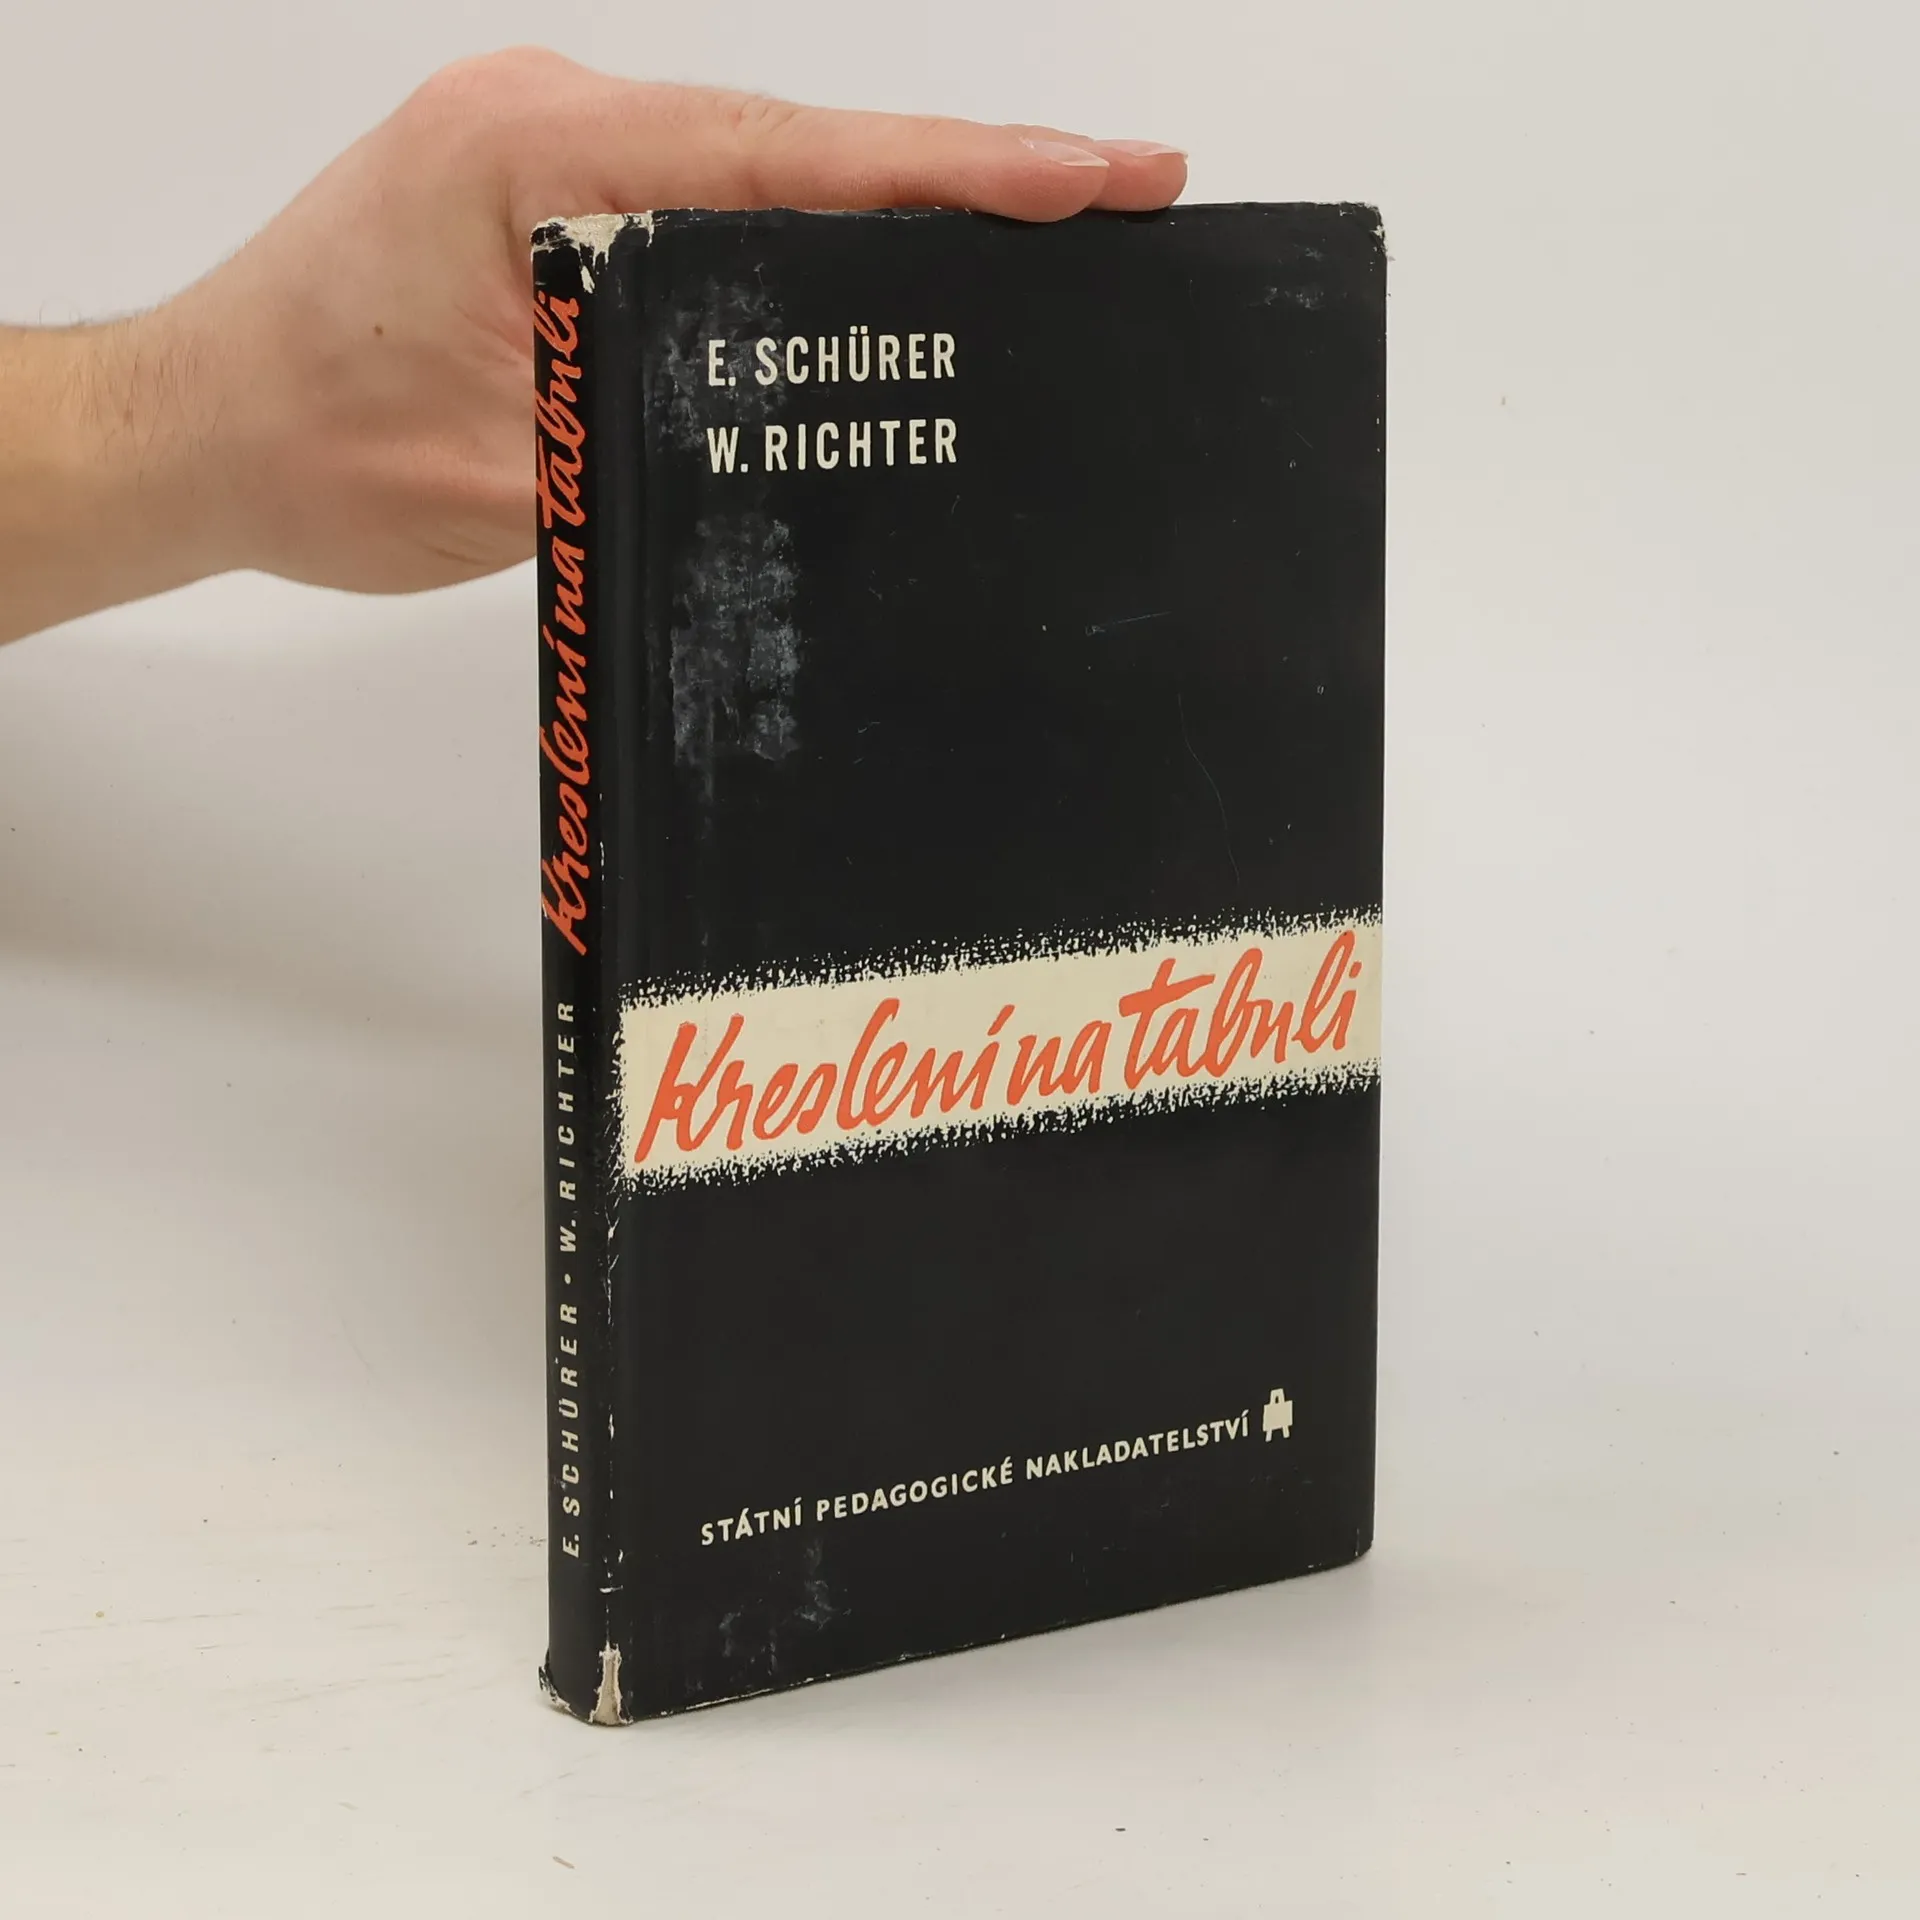 E. SCHÜRER
W. RICHTER
Kreslení na tabuli
STÁTNÍ PEDAGOGICKÉ NAKLADATELSTVÍ
E. SCHÜRER • W. RICHTER kreslení na tabuli